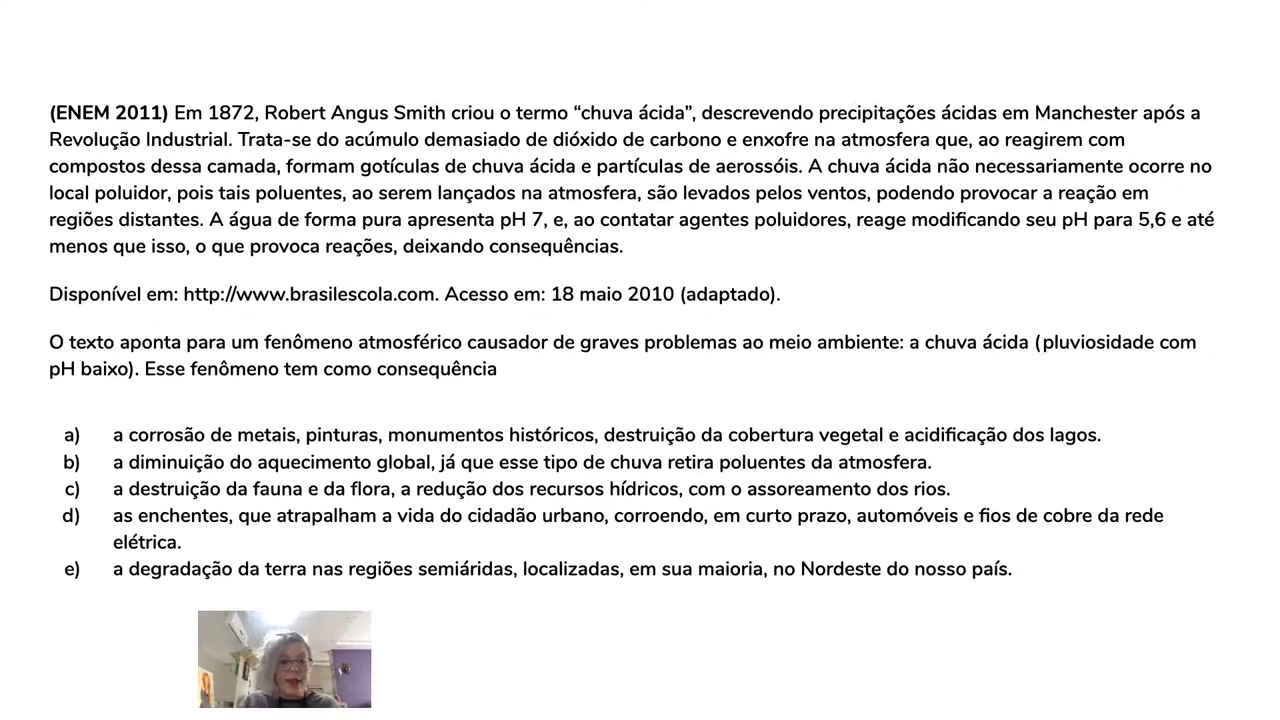 (ENEM 2011) Em 1872, Robert Angus Smith criou o termo “chuva ácida”, descrevendo precipitações ácidas em Manchester após a
Revolução Industrial. Trata-se do acúmulo demasiado de dióxido de carbono e enxofre na atmosfera que, ao reagirem com
compostos dessa camada, formam gotículas de chuva ácida e partículas de aerossóis. A chuva ácida não necessariamente ocorre no
local poluidor, pois tais poluentes, ao serem lançados na atmosfera, são levados pelos ventos, podendo provocar a reação em
regiões distantes. A água de forma pura apresenta pH 7, e, ao contatar agentes poluidores, reage modificando seu pH para 5,6 e até
menos que isso, o que provoca reações, deixando consequências.
Disponível em: http://www.brasilescola.com. Acesso em: 18 maio 2010 (adaptado).
O texto aponta para um fenômeno atmosférico causador de graves problemas ao meio ambiente: a chuva ácida (pluviosidade com
pH baixo). Esse fenômeno tem como consequência
a) a corrosão de metais, pinturas, monumentos históricos, destruição da cobertura vegetal e acidificação dos lagos.
b) a diminuição do aquecimento global, já que esse tipo de chuva retira poluentes da atmosfera.
c) a destruição da fauna e da flora, a redução dos recursos hídricos, com o assoreamento dos rios.
d) as enchentes, que atrapalham a vida do cidadão urbano, corroendo, em curto prazo, automóveis e fios de cobre da rede
elétrica.
e) a degradação da terra nas regiões semiáridas, localizadas, em sua maioria, no Nordeste do nosso país.